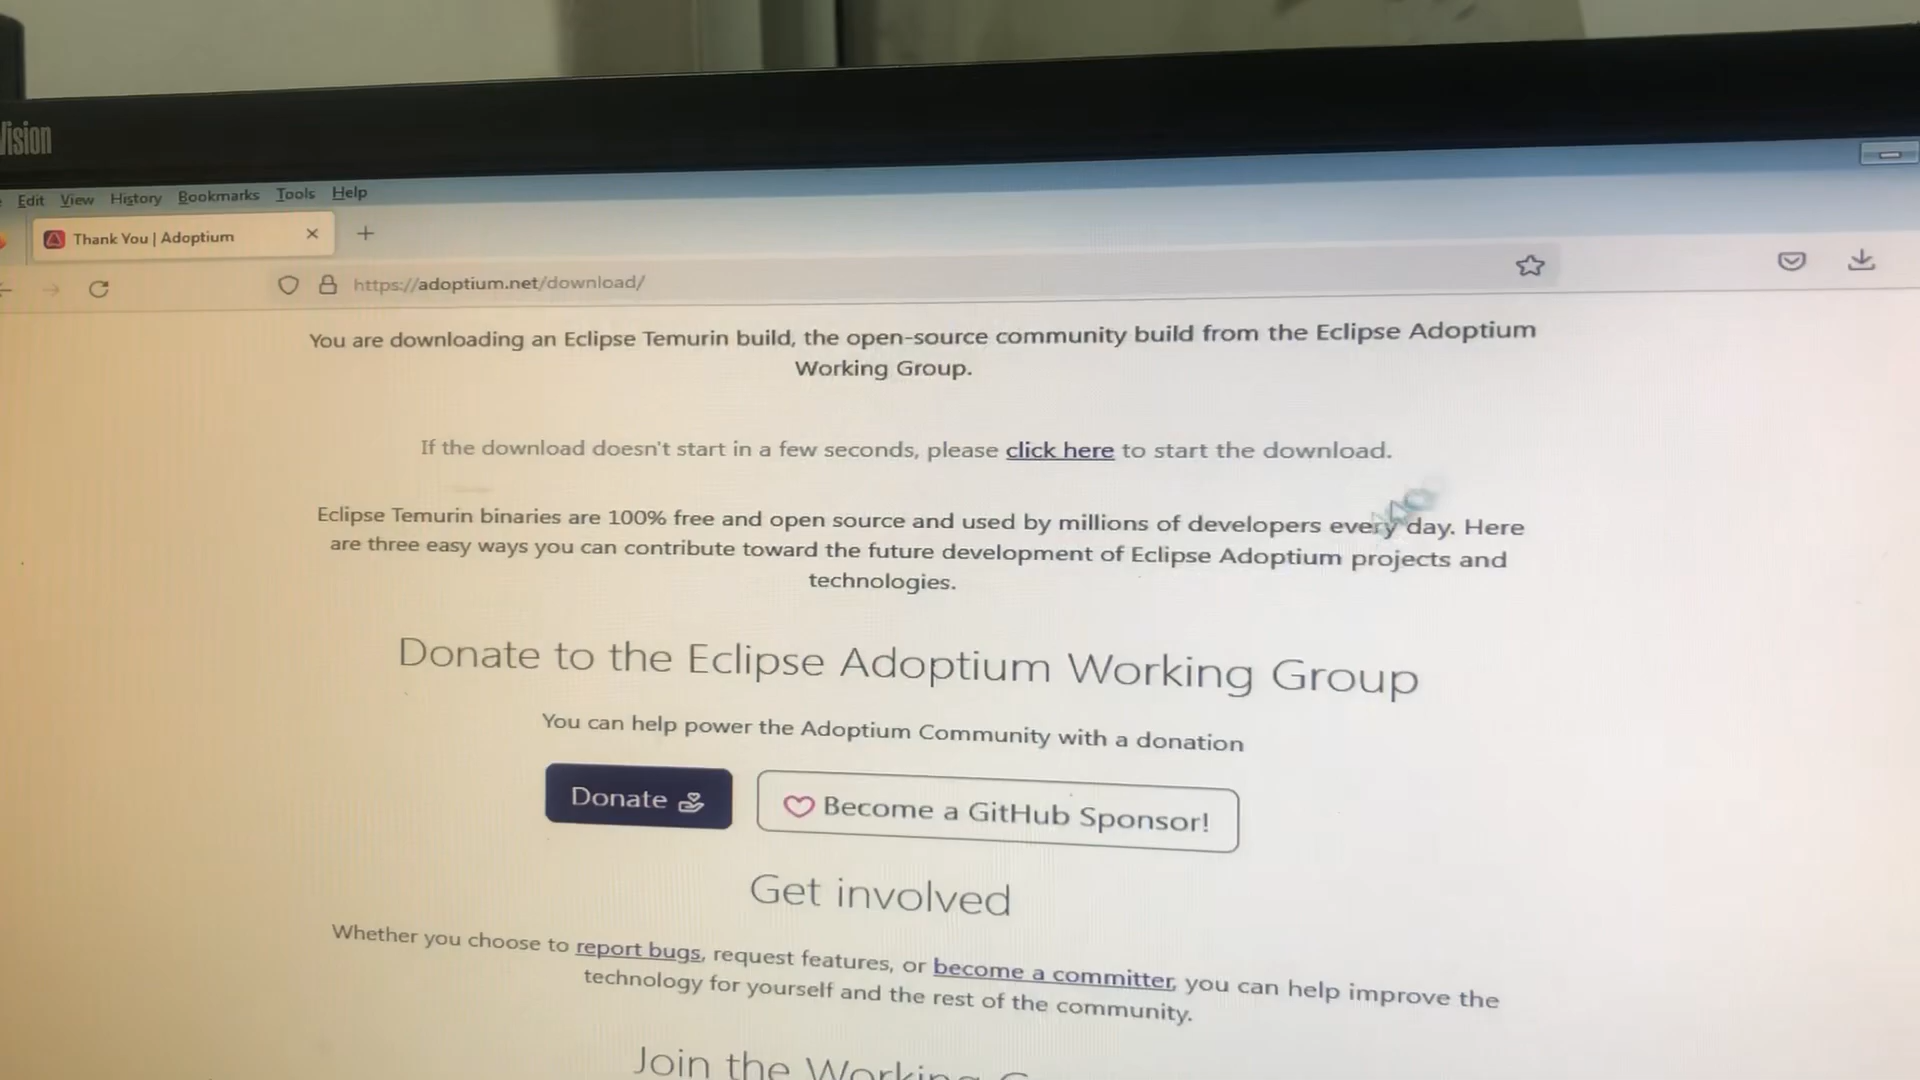 Vision
Edit View History Bookmarks Tools Help
Thank You | Adoptium
https://adoptium.net/download/
You are downloading an Eclipse Temurin build, the open-source community build from the Eclipse Adoptium
Working Group.
If the download doesn't start in a few seconds, please click here to start the download.
Eclipse Temurin binaries are 100% free and open source and used by millions of developers every day. Here
are three easy ways you can contribute toward the future development of Eclipse Adoptium projects and
technologies.
Donate to the Eclipse Adoptium Working Group
You can help power the Adoptium Community with a donation
Donate
Become a GitHub Sponsor!
Get involved
Whether you choose to report bugs, request features, or become a committer, you can help improve the
technology for yourself and the rest of the community.
Join the Working